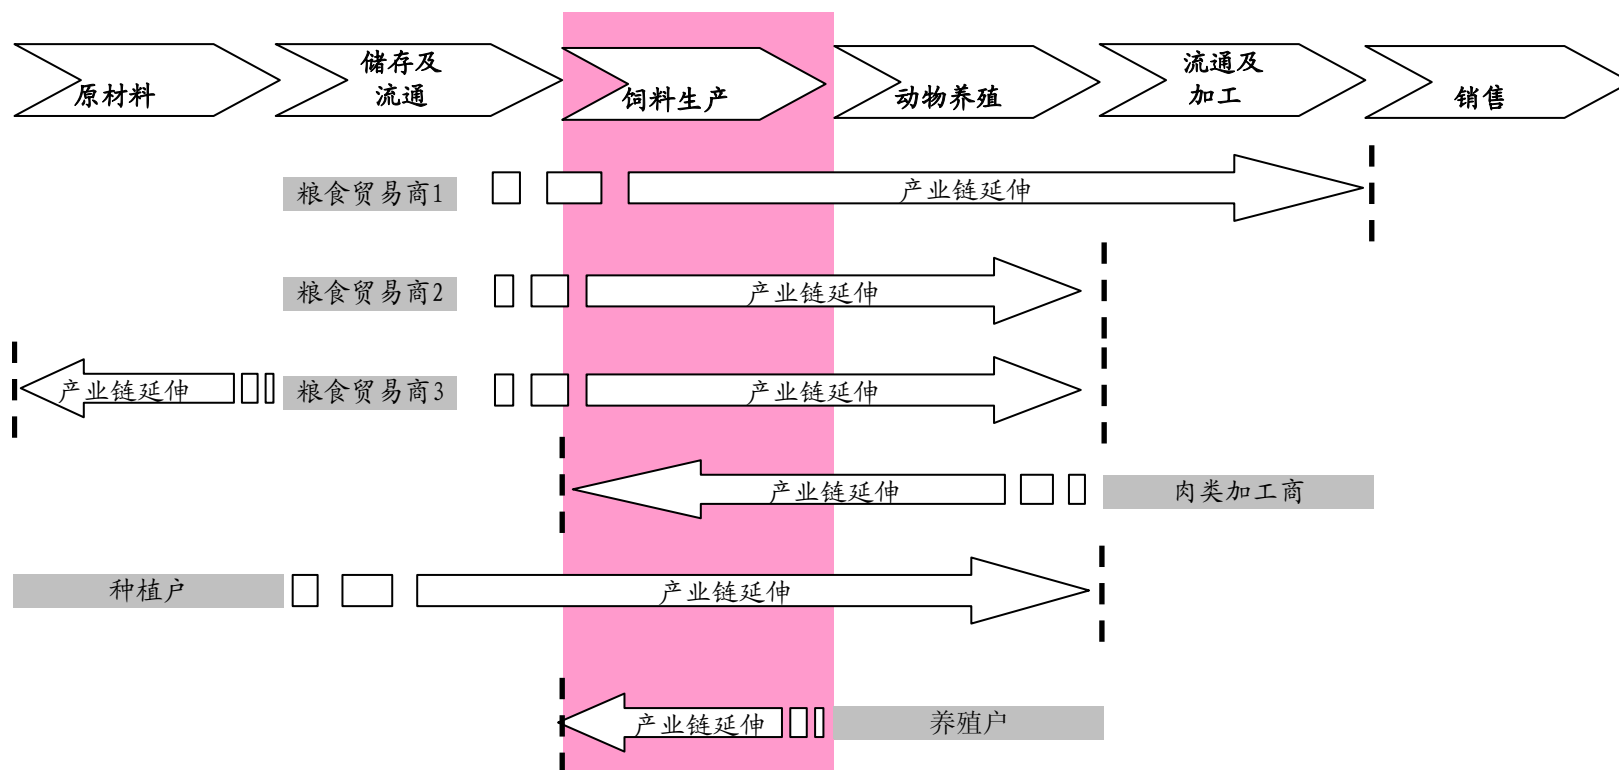 原材料
储存及
流通
饲料生产
动物养殖
流通及
加工
销售
粮食贸易商1
产业链延伸
粮食贸易商2
产业链延伸
产业链延伸
粮食贸易商3
产业链延伸
产业链延伸
肉类加工商
种植户
产业链延伸
产业链延伸
养殖户